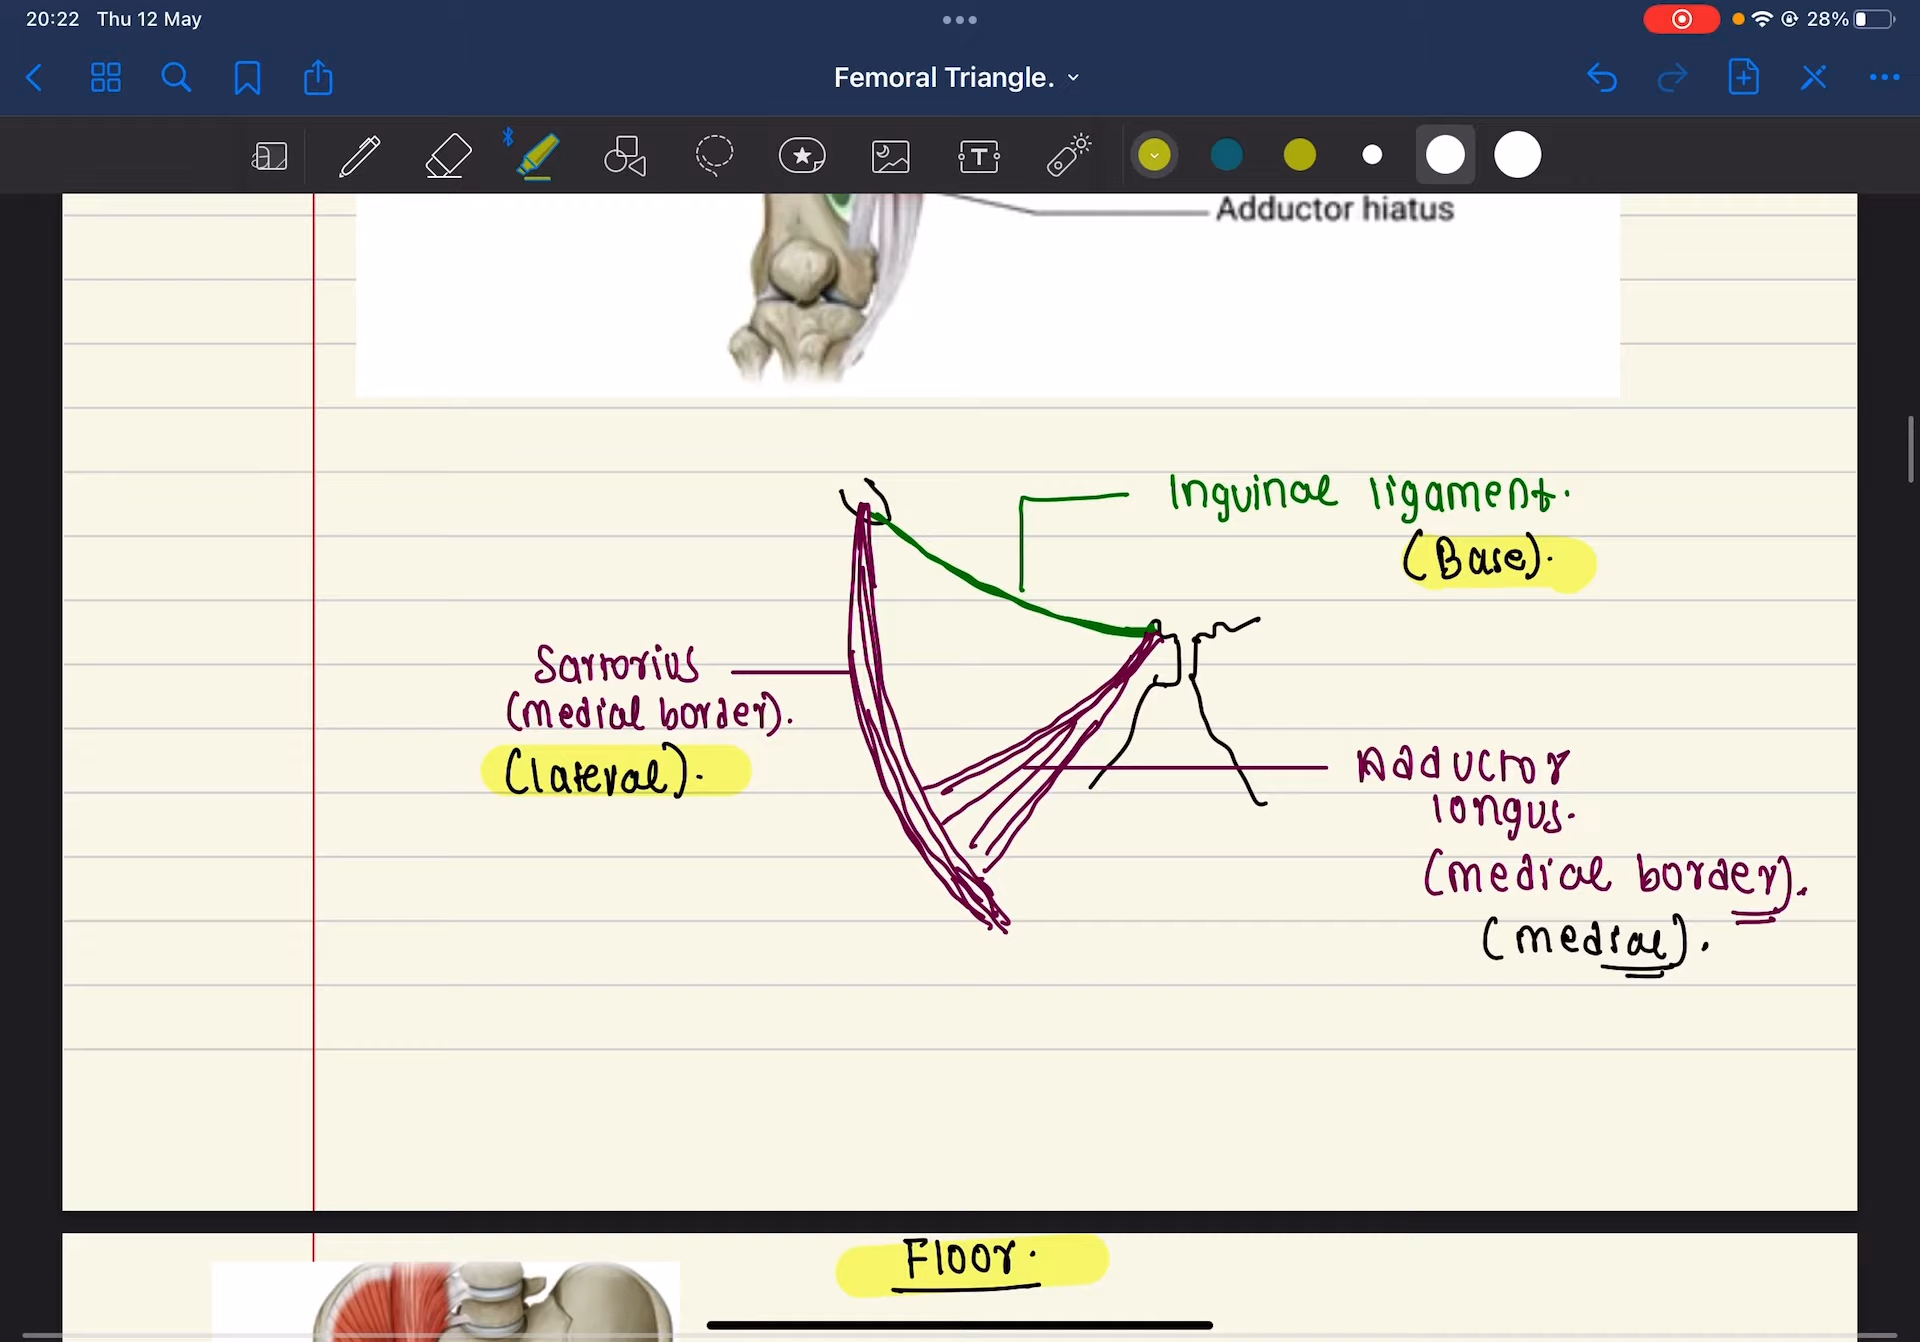 20:22 Thu 12 May
28%
Femoral Triangle.
Adductor hiatus
Inguinal ligament.
(Base).
Sartorius
(medial border).
(lateral).
Adductor
longus.
(medial border).
(medial).
Floor.